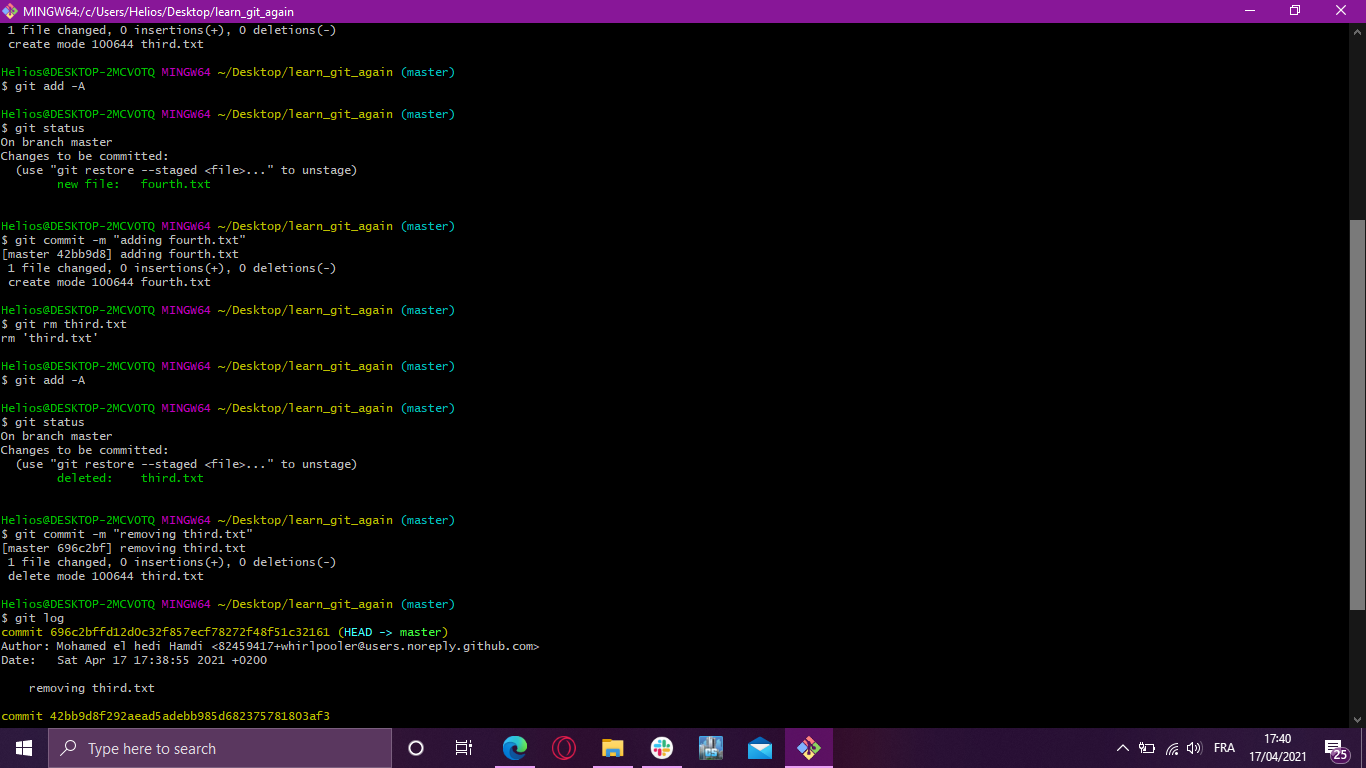 MINGW64:/c/Users/Helios/Desktop/learn_git_again
 1 file changed, 0 insertions(+), 0 deletions(-)
 create mode 100644 third.txt
Helios@DESKTOP-2MCVOTQ MINGW64 ~/Desktop/learn_git_again (master)
$ git add -A
Helios@DESKTOP-2MCVOTQ MINGW64 ~/Desktop/learn_git_again (master)
$ git status
On branch master
Changes to be committed:
  (use "git restore --staged <file>..." to unstage)
        new file:   fourth.txt
Helios@DESKTOP-2MCVOTQ MINGW64 ~/Desktop/learn_git_again (master)
$ git commit -m "adding fourth.txt"
[master 42bb9d8] adding fourth.txt
 1 file changed, 0 insertions(+), 0 deletions(-)
 create mode 100644 fourth.txt
Helios@DESKTOP-2MCVOTQ MINGW64 ~/Desktop/learn_git_again (master)
$ git rm third.txt
rm 'third.txt'
Helios@DESKTOP-2MCVOTQ MINGW64 ~/Desktop/learn_git_again (master)
$ git add -A
Helios@DESKTOP-2MCVOTQ MINGW64 ~/Desktop/learn_git_again (master)
$ git status
On branch master
Changes to be committed:
  (use "git restore --staged <file>..." to unstage)
        deleted:    third.txt
Helios@DESKTOP-2MCVOTQ MINGW64 ~/Desktop/learn_git_again (master)
$ git commit -m "removing third.txt"
[master 696c2bf] removing third.txt
 1 file changed, 0 insertions(+), 0 deletions(-)
 delete mode 100644 third.txt
Helios@DESKTOP-2MCVOTQ MINGW64 ~/Desktop/learn_git_again (master)
$ git log
commit 696c2bffd12d0c32f857ecf78272f48f51c32161 (HEAD -> master)
Author: Mohamed el hedi Hamdi <82459417+whirlpooler@users.noreply.github.com>
Date:   Sat Apr 17 17:38:55 2021 +0200
    removing third.txt
commit 42bb9d8f292aead5adebb985d682375781803af3
Type here to search
FRA
17:40
17/04/2021
25